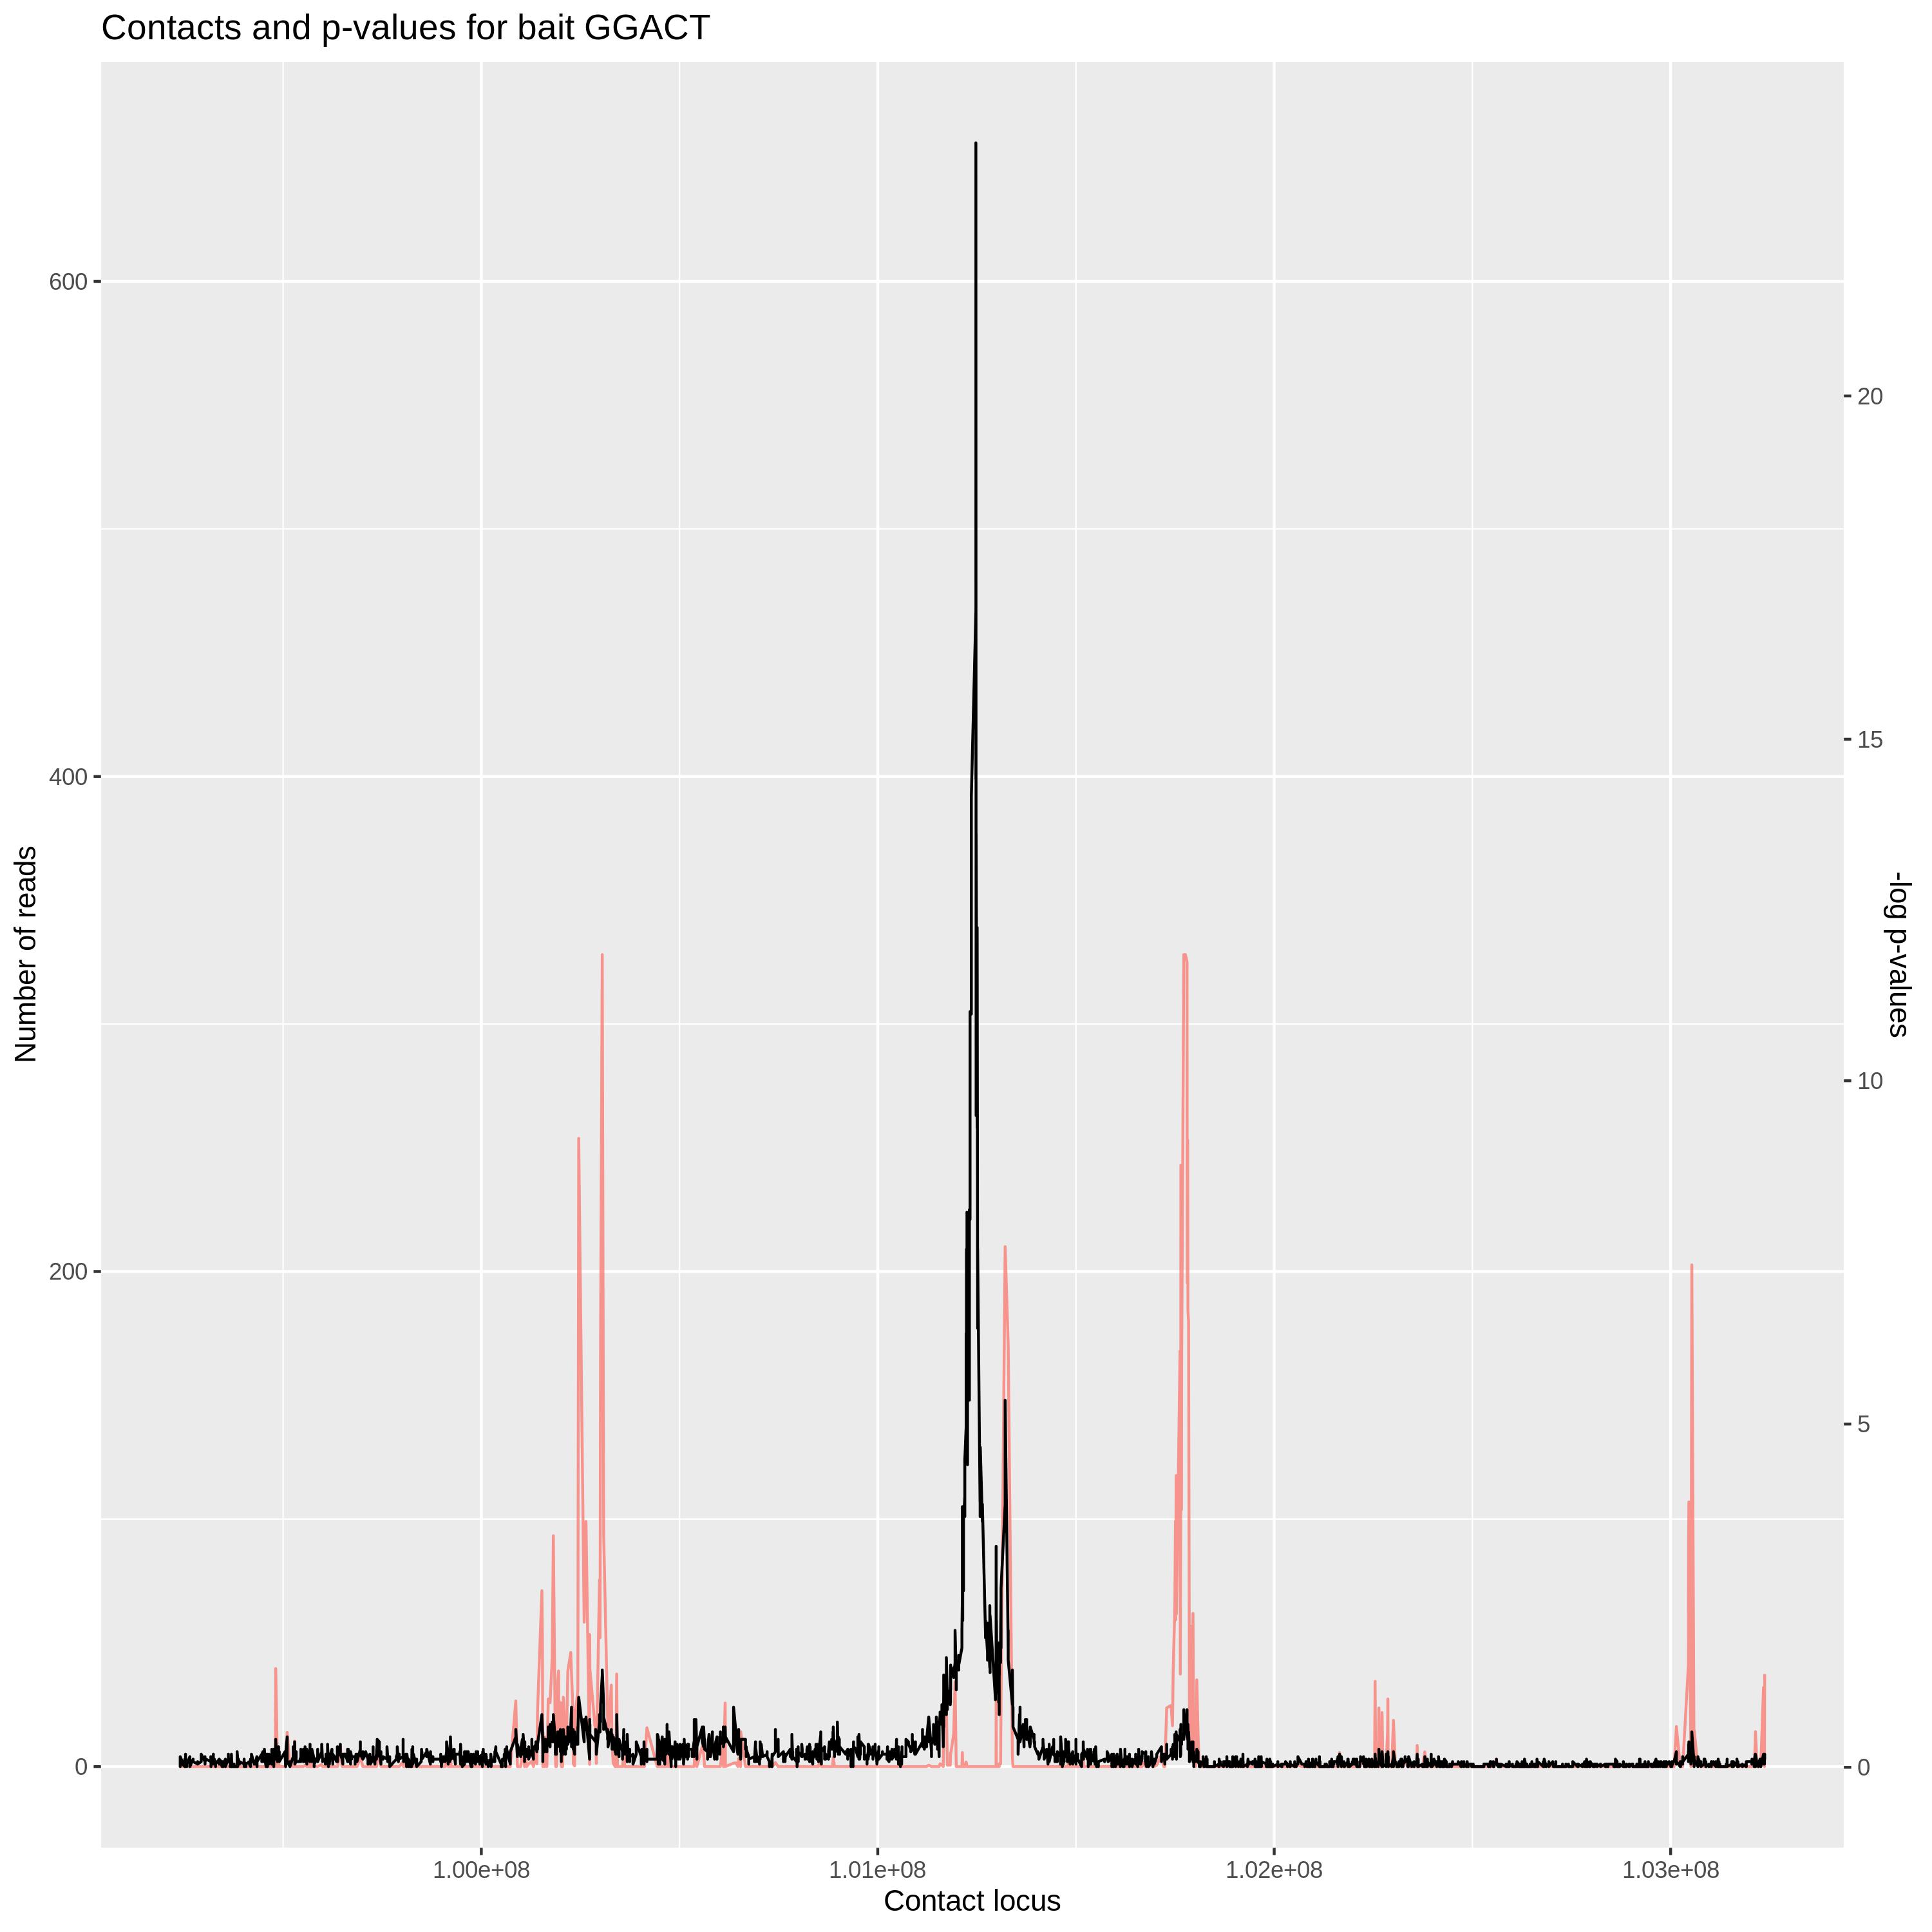 Contacts and p-values for bait GGACT
600
400
200
0
Number of reads
20
15
10
5
0
-log p-values
1.00e+08
1.01e+08
1.02e+08
1.03e+08
Contact locus